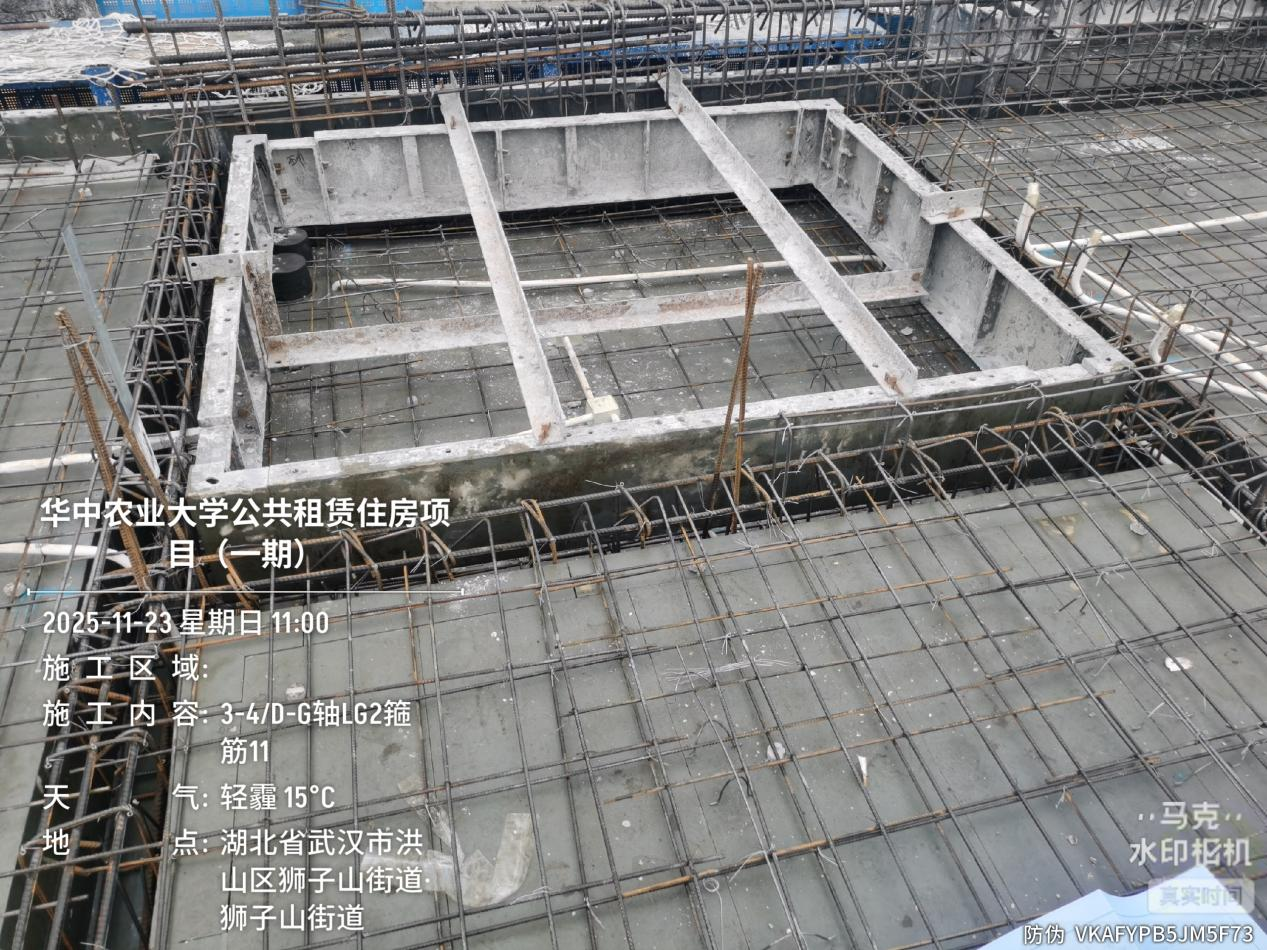 华中农业大学公共租赁住房项
目（一期）
2025-11-23 星期日 11:00
施工区域:
施工内容: 3-4/D-G轴LG2箍
筋11
天气: 轻霾 15°C
地点: 湖北省武汉市洪
山区狮子山街道·
狮子山街道
马克
水印相机
真实时间
防伪 VKAFYPB5JM5F73